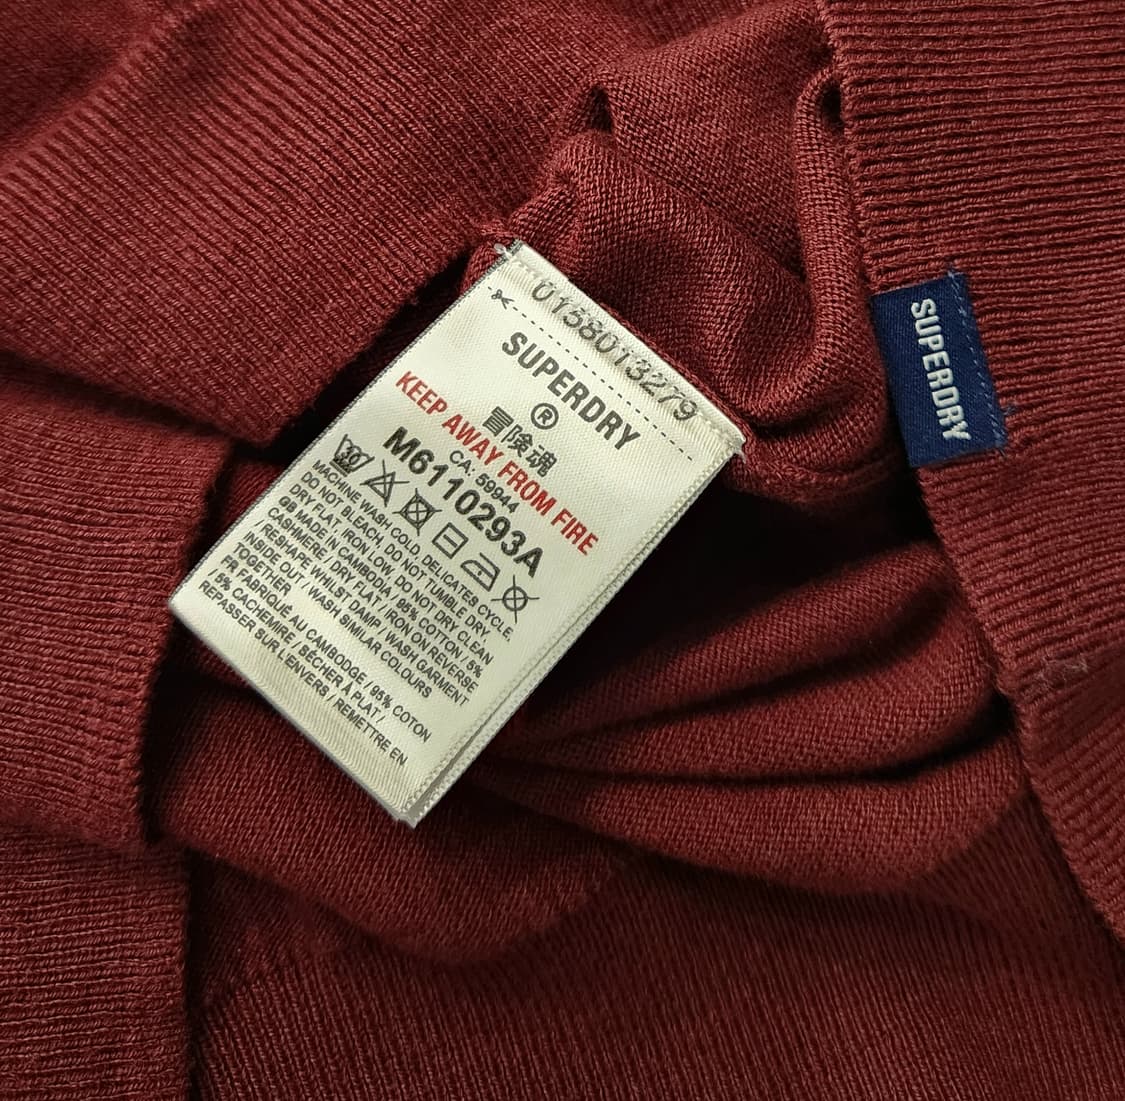 0158013279
SUPERDRY
®
冒険魂
KEEP AWAY FROM FIRE
CA: 59944
M6110293A
30
MACHINE WASH COLD, DELICATES CYCLE.
DO NOT BLEACH, DO NOT TUMBLE DRY.
DRY FLAT, IRON LOW, DO NOT DRY CLEAN
GB MADE IN CAMBODIA / 95% COTTON / 5%
CASHMERE / DRY FLAT / IRON ON REVERSE
/RESHAPE WHILST DAMP / WASH GARMENT
INSIDE OUT / WASH SIMILAR COLOURS
TOGETHER
FR FABRIQUÉ AU CAMBODGE / 95% COTON
/ 5% CACHEMIRE / SÉCHER À PLAT /
REPASSER SUR L'ENVERS / REMETTRE EN
SUPERDRY